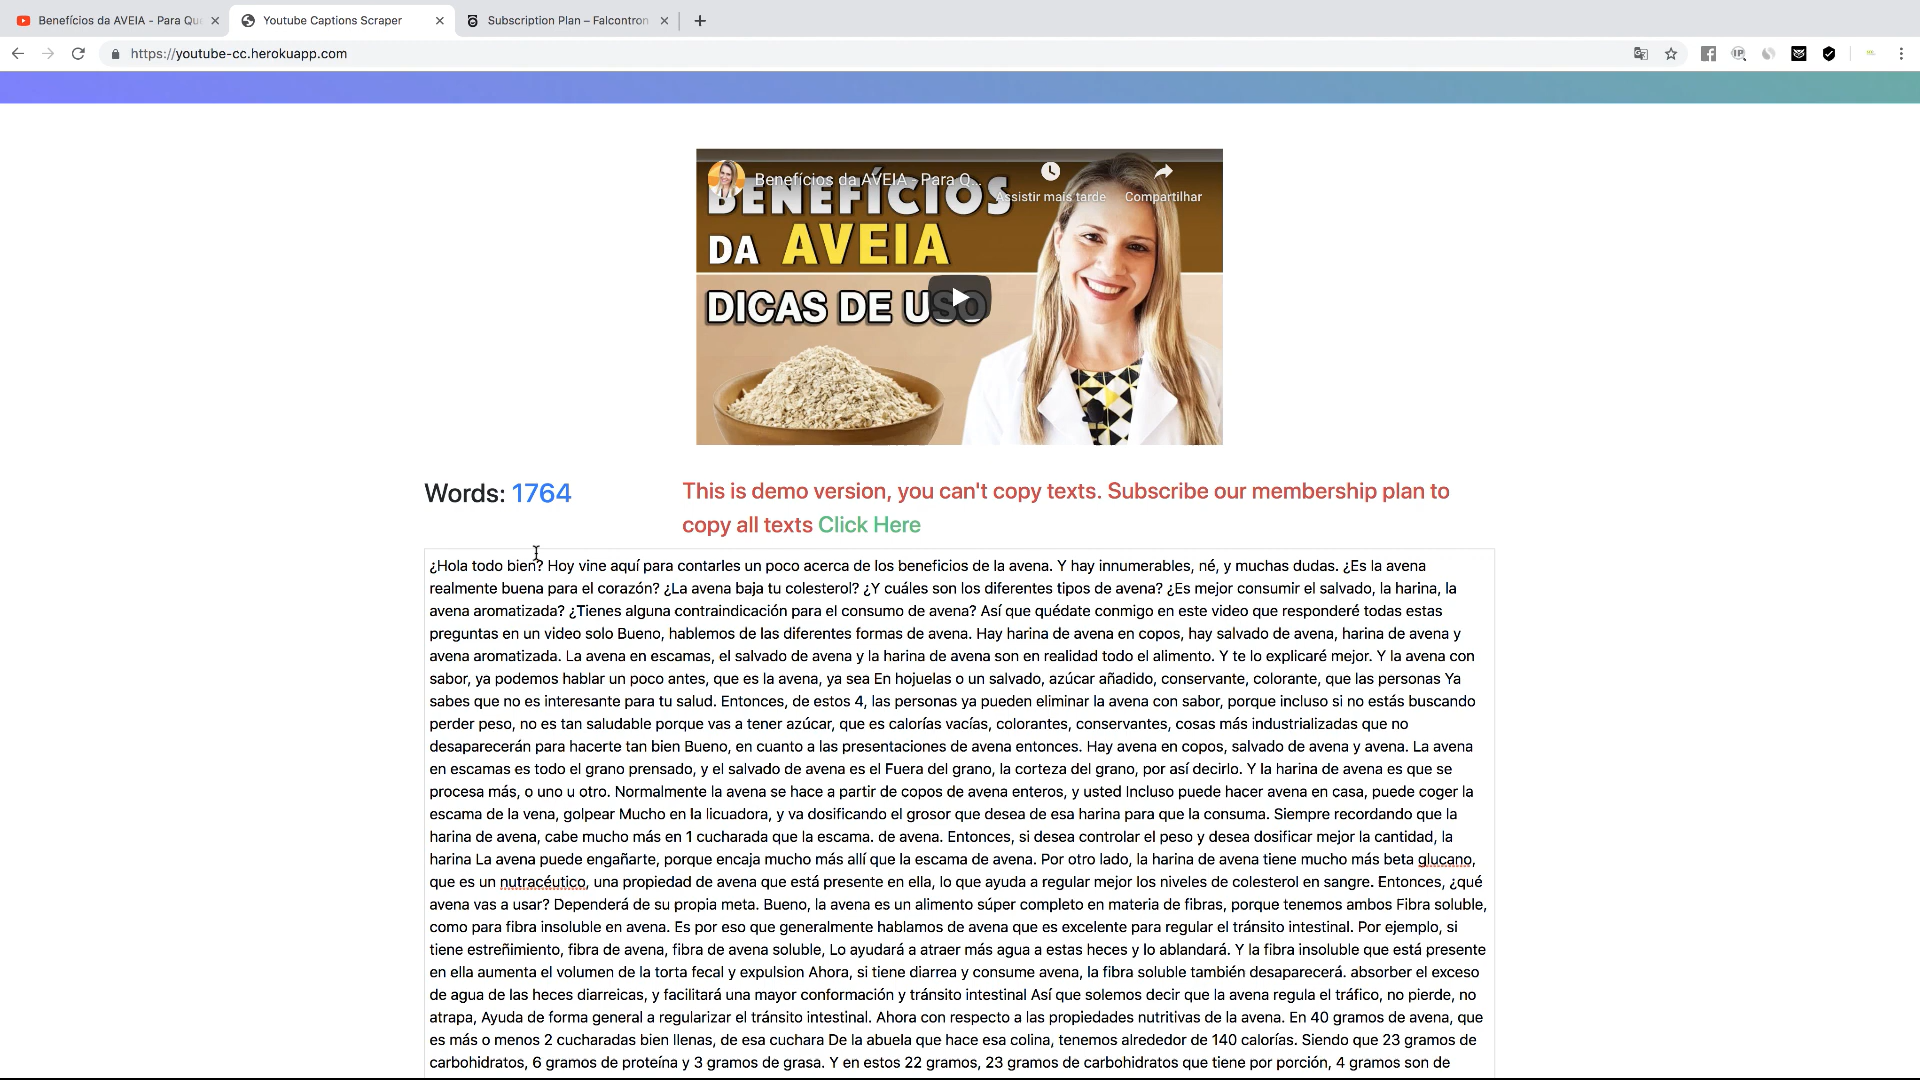 Benefícios da AVEIA - Para Qu
Youtube Captions Scraper
Subscription Plan – Falcontron
https://youtube-cc.herokuapp.com
Benefícios da AVEIA - Para Q...
Assistir mais tarde
Compartilhar
BENEFÍCIOS
DA AVEIA
DICAS DE USO
Words: 1764
This is demo version, you can't copy texts. Subscribe our membership plan to
copy all texts Click Here
¿Hola todo bien? Hoy vine aquí para contarles un poco acerca de los beneficios de la avena. Y hay innumerables, né, y muchas dudas. ¿Es la avena
realmente buena para el corazón? ¿La avena baja tu colesterol? ¿Y cuáles son los diferentes tipos de avena? ¿Es mejor consumir el salvado, la harina, la
avena aromatizada? ¿Tienes alguna contraindicación para el consumo de avena? Así que quédate conmigo en este video que responderé todas estas
preguntas en un video solo Bueno, hablemos de las diferentes formas de avena. Hay harina de avena en copos, hay salvado de avena, harina de avena y
avena aromatizada. La avena en escamas, el salvado de avena y la harina de avena son en realidad todo el alimento. Y te lo explicaré mejor. Y la avena con
sabor, ya podemos hablar un poco antes, que es la avena, ya sea En hojuelas o un salvado, azúcar añadido, conservante, colorante, que las personas Ya
sabes que no es interesante para tu salud. Entonces, de estos 4, las personas ya pueden eliminar la avena con sabor, porque incluso si no estás buscando
perder peso, no es tan saludable porque vas a tener azúcar, que es calorías vacías, colorantes, conservantes, cosas más industrializadas que no
desaparecerán para hacerte tan bien Bueno, en cuanto a las presentaciones de avena entonces. Hay avena en copos, salvado de avena y avena. La avena
en escamas es todo el grano prensado, y el salvado de avena es el Fuera del grano, la corteza del grano, por así decirlo. Y la harina de avena es que se
procesa más, o uno u otro. Normalmente la avena se hace a partir de copos de avena enteros, y usted Incluso puede hacer avena en casa, puede coger la
escama de la vena, golpear Mucho en la licuadora, y va dosificando el grosor que desea de esa harina para que la consuma. Siempre recordando que la
harina de avena, cabe mucho más en 1 cucharada que la escama. de avena. Entonces, si desea controlar el peso y desea dosificar mejor la cantidad, la
harina La avena puede engañarte, porque encaja mucho más allí que la escama de avena. Por otro lado, la harina de avena tiene mucho más beta glucano,
que es un nutracéutico, una propiedad de avena que está presente en ella, lo que ayuda a regular mejor los niveles de colesterol en sangre. Entonces, ¿qué
avena vas a usar? Dependerá de su propia meta. Bueno, la avena es un alimento súper completo en materia de fibras, porque tenemos ambos Fibra soluble,
como para fibra insoluble en avena. Es por eso que generalmente hablamos de avena que es excelente para regular el tránsito intestinal. Por ejemplo, si
tiene estreñimiento, fibra de avena, fibra de avena soluble, Lo ayudará a atraer más agua a estas heces y lo ablandará. Y la fibra insoluble que está presente
en ella aumenta el volumen de la torta fecal y expulsion Ahora, si tiene diarrea y consume avena, la fibra soluble también desaparecerá. absorber el exceso
de agua de las heces diarreicas, y facilitará una mayor conformación y tránsito intestinal Así que solemos decir que la avena regula el tráfico, no pierde, no
atrapa, Ayuda de forma general a regularizar el tránsito intestinal. Ahora con respecto a las propiedades nutritivas de la avena. En 40 gramos de avena, que
es más o menos 2 cucharadas bien llenas, de esa cuchara De la abuela que hace esa colina, tenemos alrededor de 140 calorías. Siendo que 23 gramos de
carbohidratos, 6 gramos de proteína y 3 gramos de grasa. Y en estos 22 gramos, 23 gramos de carbohidratos que tiene por porción, 4 gramos son de